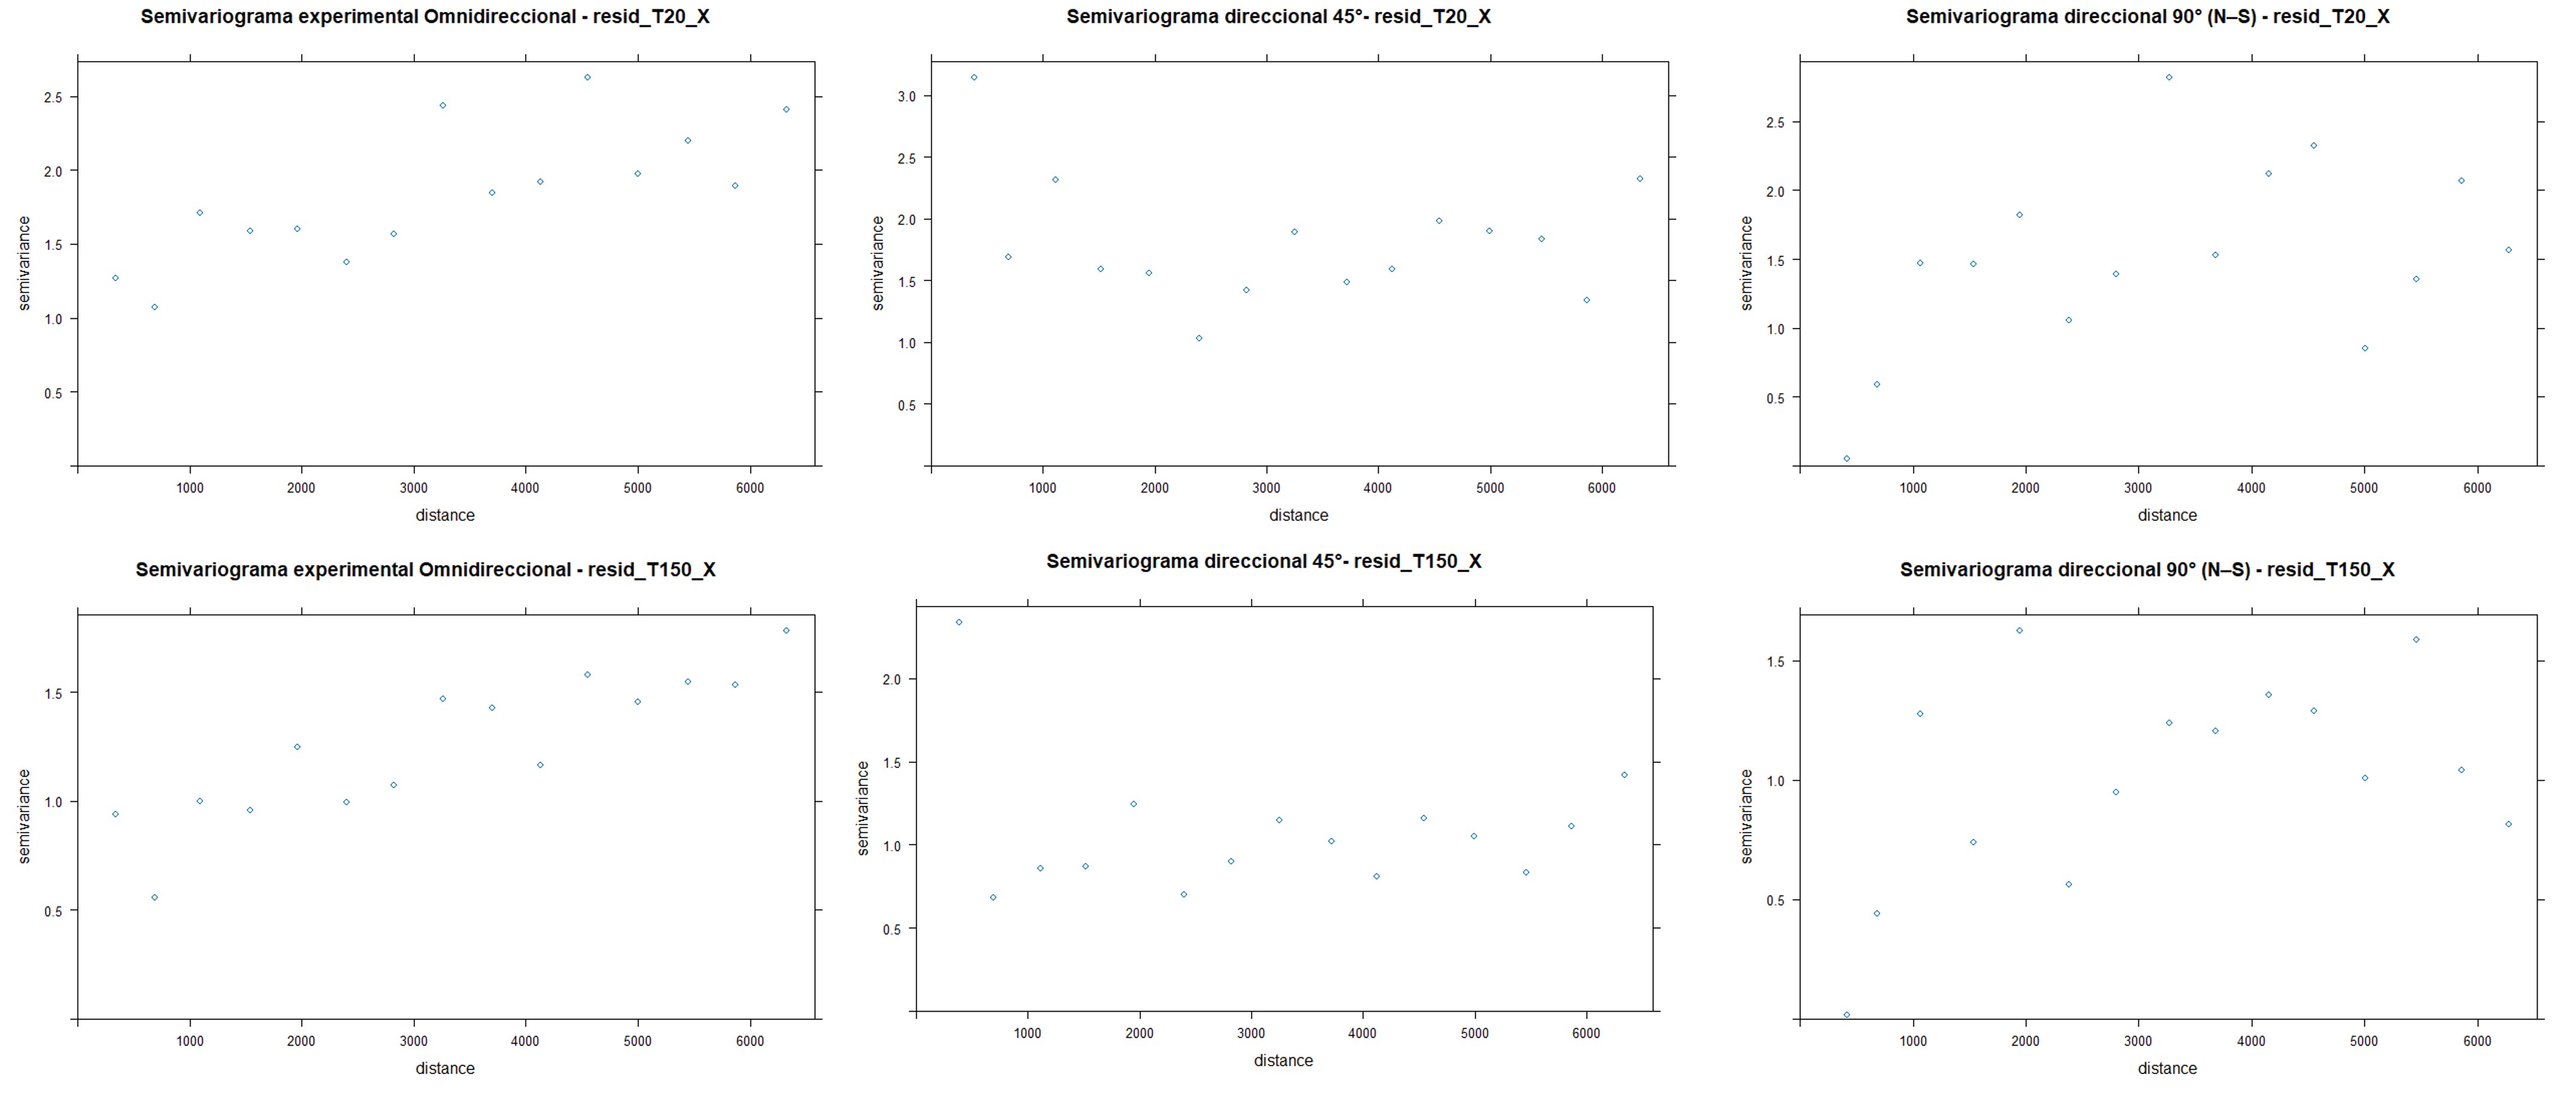 Semivariograma experimental Omnidireccional - resid_T20_X
2.5
2.0
1.5
1.0
0.5
semivariance
1000 2000 3000 4000 5000 6000
distance
Semivariograma direccional 45°- resid_T20_X
3.0
2.5
2.0
1.5
1.0
0.5
semivariance
1000 2000 3000 4000 5000 6000
distance
Semivariograma direccional 90° (N–S) - resid_T20_X
2.5
2.0
1.5
1.0
0.5
semivariance
1000 2000 3000 4000 5000 6000
distance
Semivariograma experimental Omnidireccional - resid_T150_X
1.5
1.0
0.5
semivariance
1000 2000 3000 4000 5000 6000
distance
Semivariograma direccional 45°- resid_T150_X
2.0
1.5
1.0
0.5
semivariance
1000 2000 3000 4000 5000 6000
distance
Semivariograma direccional 90° (N–S) - resid_T150_X
1.5
1.0
0.5
semivariance
1000 2000 3000 4000 5000 6000
distance